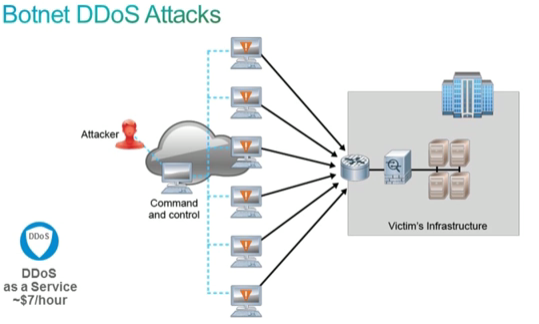 Botnet DDoS Attacks
Attacker
Command
and control
Victim's Infrastructure
DDoS
DDoS
as a Service
~$7/hour